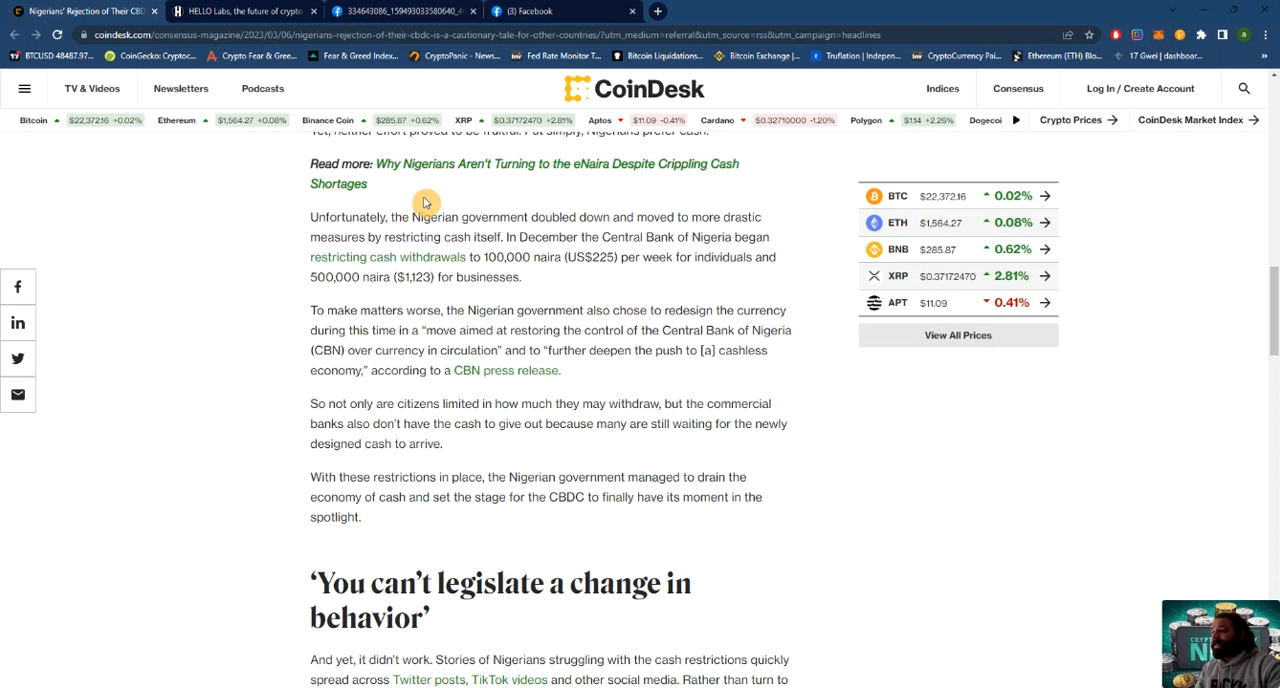 Nigerians' Rejection of Their CBD
HELLO Labs, the future of crypto
334643086_159493033580640_4
(3) Facebook
coindesk.com/consensus-magazine/2023/03/06/nigerians-rejection-of-their-cbdc-is-a-cautionary-tale-for-other-countries/?utm_medium=referral&utm_source=rss&utm_campaign=headlines
BTCUSD 48487.97...
CoinGecko: Cryptoc...
Crypto Fear & Gree...
Fear & Greed Index...
Crypto Bubbles -...
Fed Rate Monitor T...
Bitcoin Liquidations...
Bitcoin Exchange |...
Truflation | Indepen...
CryptoCurrency Pai...
Ethereum (ETH) Blo...
17 Gwei | dashboar...
TV & Videos
Newsletters
Podcasts
CoinDesk
Indices
Consensus
Log In / Create Account
Bitcoin $22,372.16 +0.02%
Ethereum $1,564.27 +0.08%
Binance Coin $285.87 +0.62%
XRP $0.37172470 +2.81%
Aptos $11.09 -0.41%
Cardano $0.32710000 -1.20%
Polygon $1.14 +2.26%
Dogecoi
Crypto Prices
CoinDesk Market Index
Yet, neither effort proved to be fruitful. Put simply, Nigerians prefer cash.
Read more: Why Nigerians Aren't Turning to the eNaira Despite Crippling Cash
Shortages
Unfortunately, the Nigerian government doubled down and moved to more drastic
measures by restricting cash itself. In December the Central Bank of Nigeria began
restricting cash withdrawals to 100,000 naira (US$225) per week for individuals and
500,000 naira ($1,123) for businesses.
To make matters worse, the Nigerian government also chose to redesign the currency
during this time in a “move aimed at restoring the control of the Central Bank of Nigeria
(CBN) over currency in circulation” and to “further deepen the push to [a] cashless
economy,” according to a CBN press release.
So not only are citizens limited in how much they may withdraw, but the commercial
banks also don’t have the cash to give out because many are still waiting for the newly
designed cash to arrive.
With these restrictions in place, the Nigerian government managed to drain the
economy of cash and set the stage for the CBDC to finally have its moment in the
spotlight.
‘You can’t legislate a change in
behavior’
And yet, it didn’t work. Stories of Nigerians struggling with the cash restrictions quickly
spread across Twitter posts, TikTok videos and other social media. Rather than turn to
BTC $22,372.16 0.02%
ETH $1,564.27 0.08%
BNB $285.87 0.62%
XRP $0.37172470 2.81%
APT $11.09 0.41%
View All Prices